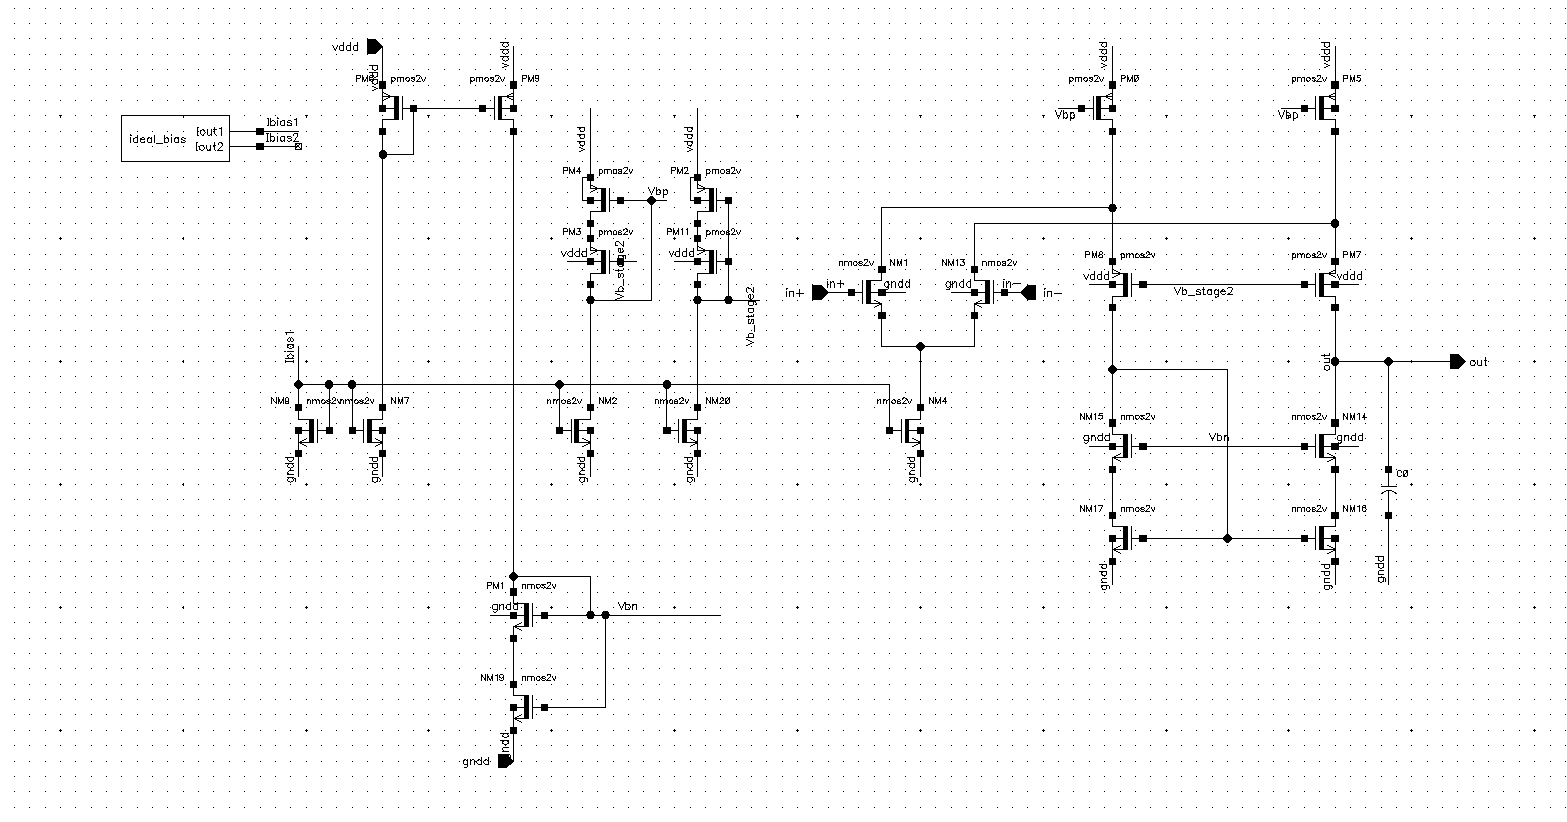 vddd
vddd
PM6
vddd
pmos2v
pmos2v
PM9
ideal_bias
Iout1
Iout2
Ibias1
Ibias2
vddd
PM4
pmos2v
Vbp
PM3
pmos2v
vddd
Vb_stage2
vddd
PM2
pmos2v
PM11
pmos2v
vddd
Vb_stage2
vddd
pmos2v
PM0
Vbp
vddd
pmos2v
PM5
Vbp
nmos2v
NM1
in+
in+
gndd
NM13
nmos2v
gndd
in-
in-
pmos2v
vddd
Vb_stage2
pmos2v
PM7
vddd
out
out
Ibias1
nmos2v
gndd
nmos2v
NM7
gndd
nmos2v
NM2
gndd
nmos2v
NM20
gndd
nmos2v
NM4
gndd
NM15
nmos2v
gndd
Vbn
nmos2v
NM14
gndd
NM17
nmos2v
gndd
nmos2v
gndd
C0
gndd
PM1
nmos2v
gndd
Vbn
NM19
nmos2v
gndd
gndd